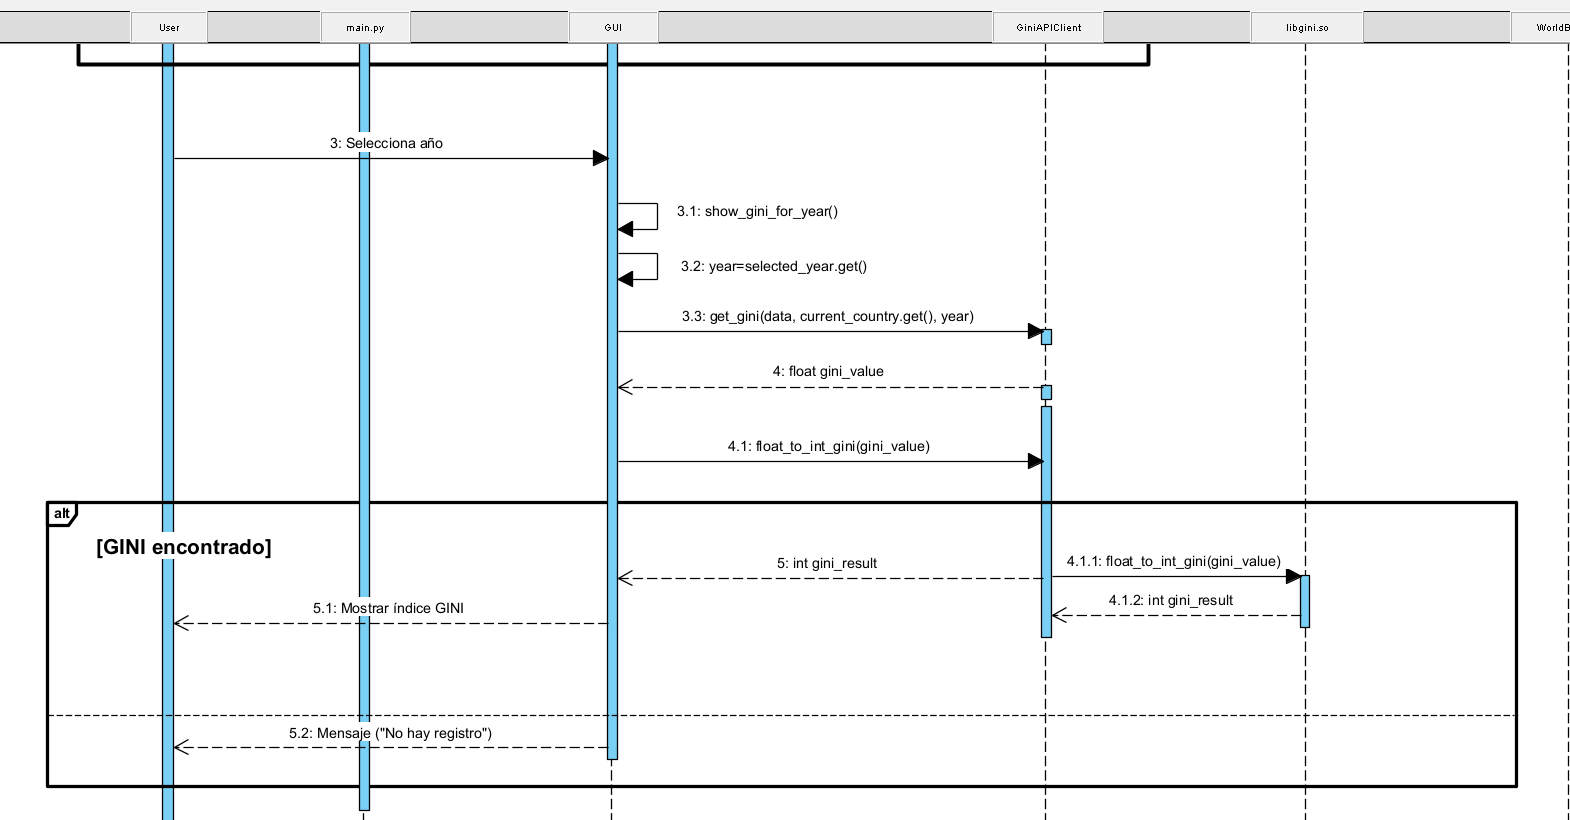 User
main.py
GUI
GiniAPIClient
libgini.so
WorldB
3: Selecciona año
3.1: show_gini_for_year()
3.2: year=selected_year.get()
3.3: get_gini(data, current_country.get(), year)
4: float gini_value
4.1: float_to_int_gini(gini_value)
alt
[GINI encontrado]
5: int gini_result
4.1.1: float_to_int_gini(gini_value)
4.1.2: int gini_result
5.1: Mostrar índice GINI
5.2: Mensaje ("No hay registro")